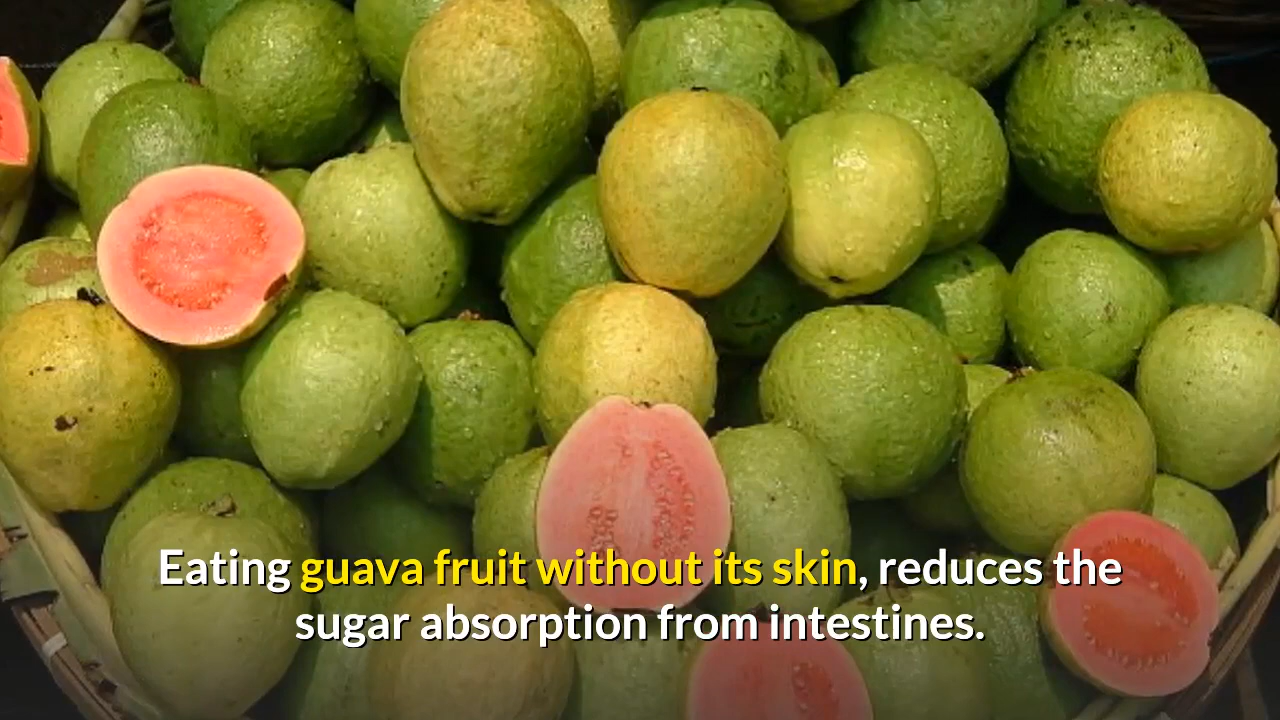 Eating guava fruit without its skin, reduces the
sugar absorption from intestines.